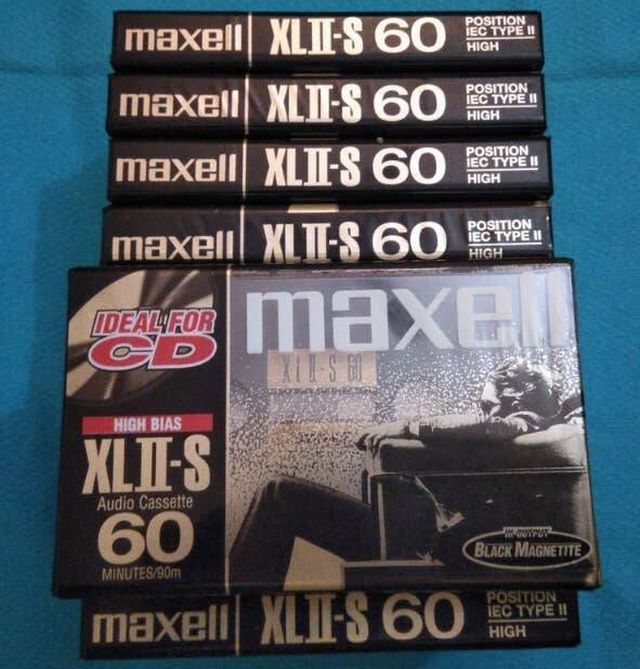 maxell XLII-S 60 POSITION
IEC TYPE II
HIGH
maxell XLII-S 60 POSITION
IEC TYPE II
HIGH
maxell XLII-S 60 POSITION
IEC TYPE II
HIGH
maxell XLII-S 60 POSITION
IEC TYPE II
HIGH
IDEAL FOR
CD
maxell
XLII-S 60
HIGH BIAS
XLII-S
Audio Cassette
60
MINUTES/90m
HI-OUTPUT
BLACK MAGNETITE
maxell XLII-S 60 POSITION
IEC TYPE II
HIGH